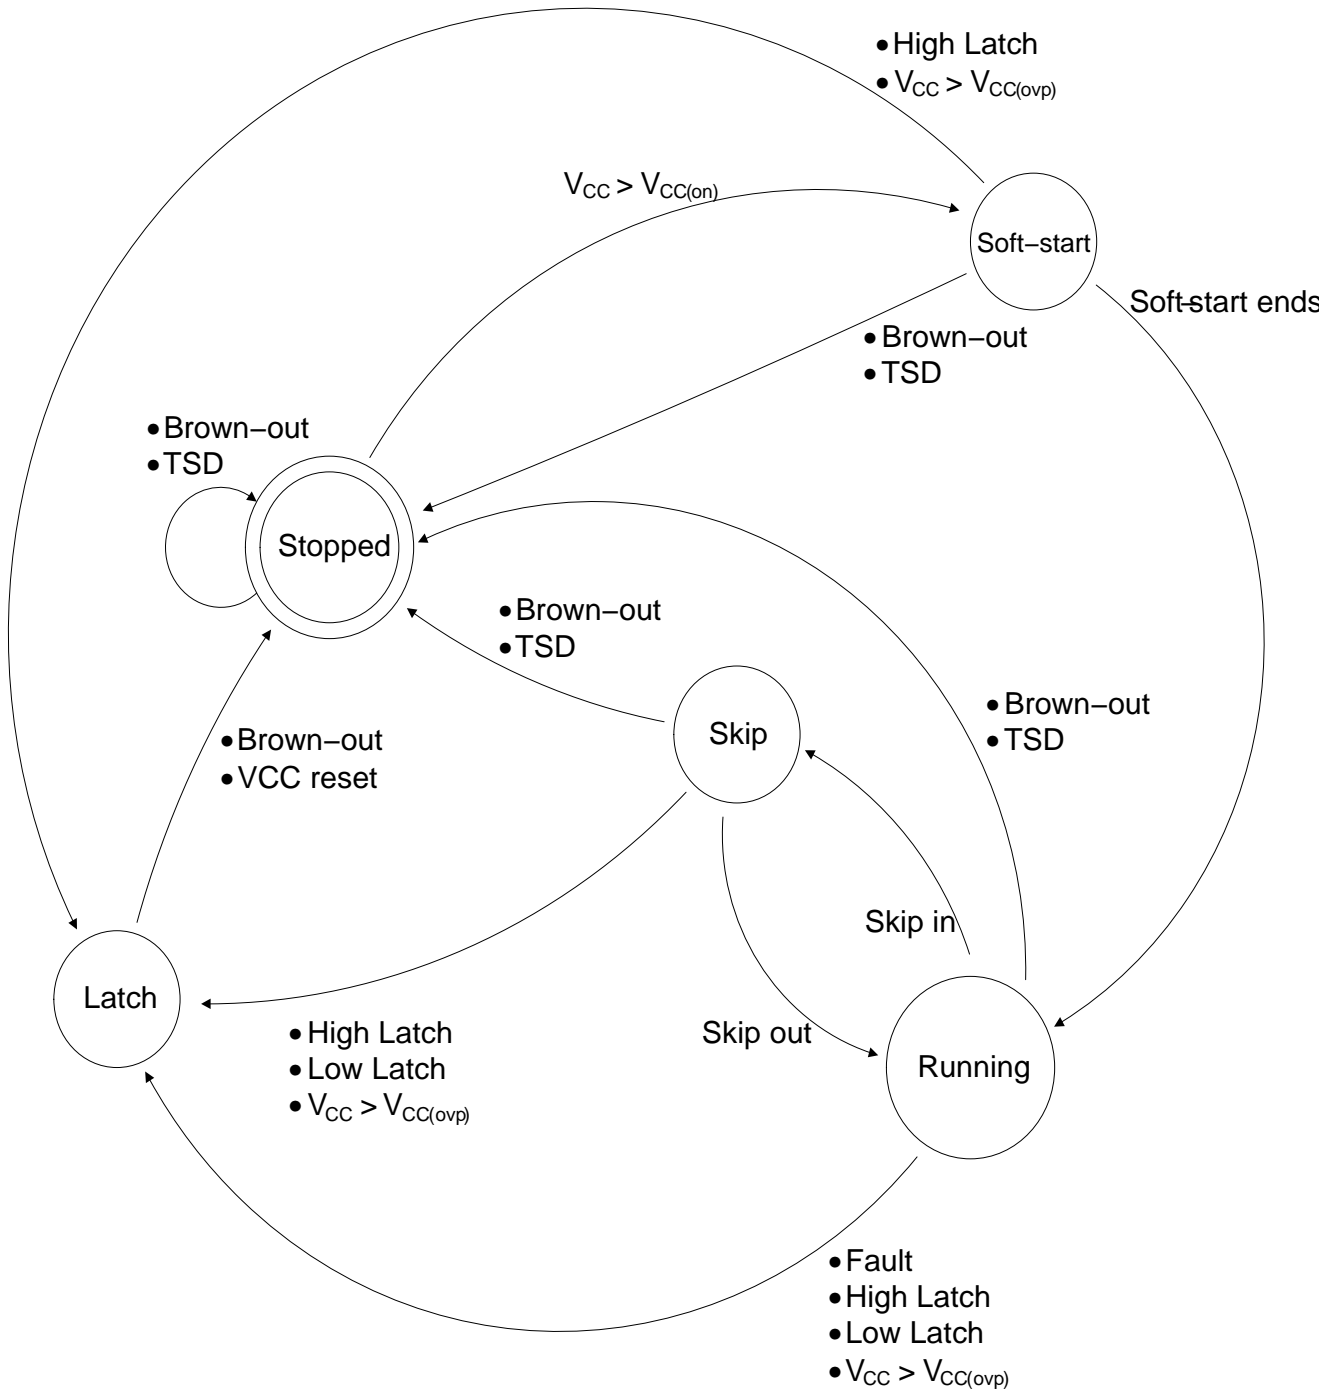 • High Latch
• VCC > VCC(ovp)
VCC > VCC(on)
Soft−start
Soft−start ends
• Brown−out
• TSD
• Brown−out
• TSD
Stopped
• Brown−out
• TSD
Skip
• Brown−out
• TSD
• Brown−out
• VCC reset
Skip in
Latch
Skip out
• High Latch
• Low Latch
• VCC > VCC(ovp)
Running
• Fault
• High Latch
• Low Latch
• VCC > VCC(ovp)